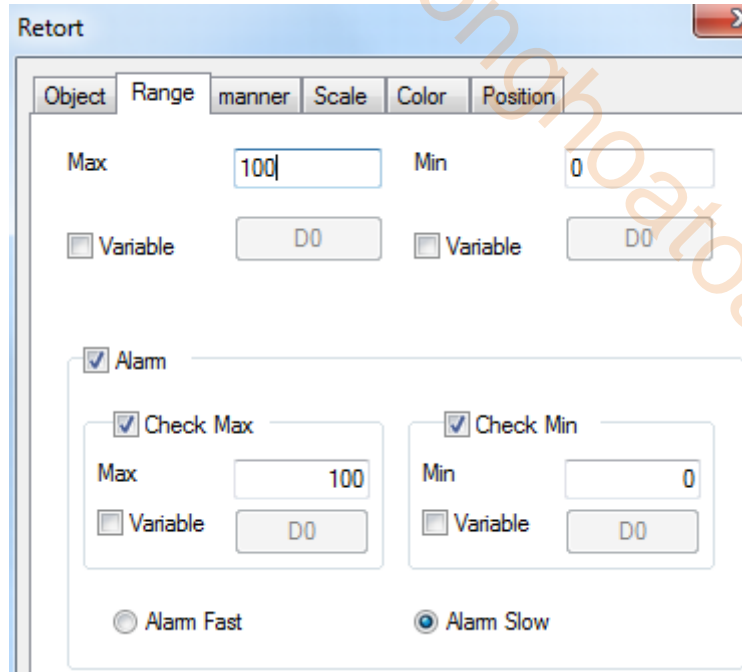 Retort
Object Range manner Scale Color Position
Max 100 Min 0
Variable D0 Variable D0
Alarm
Check Max Check Min
Max 100 Min 0
Variable D0 Variable D0
Alarm Fast Alarm Slow